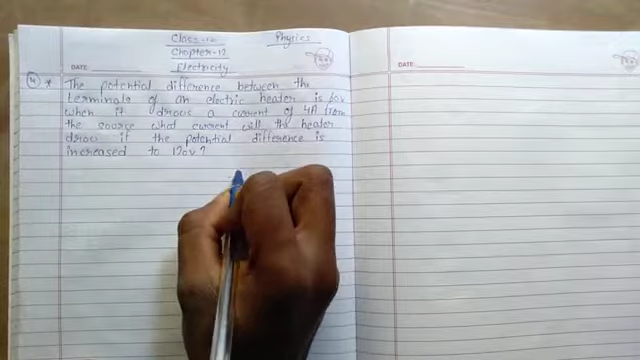 Class-10 Physics
Chapter-12
Electricity
DATE:
DATE:
4 * The potential difference between the
terminals of an electric heater is 60v
when it draws a current of 4A from
the source what current will the heater
draw if the potential difference is
increased to 120v?